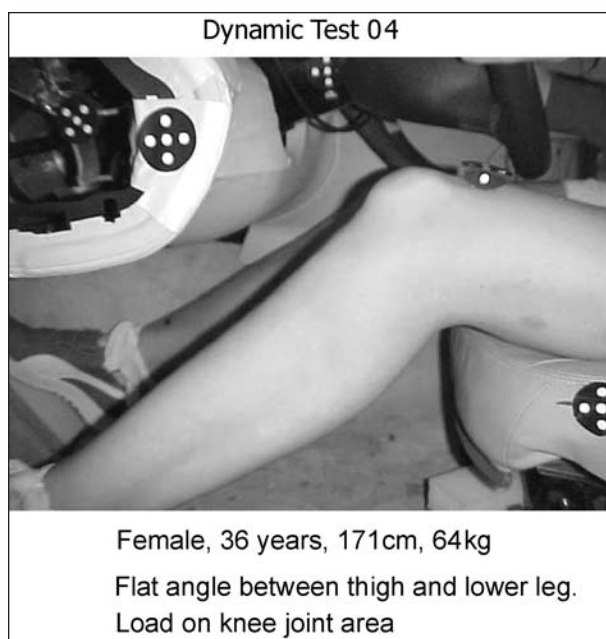 Dynamic Test 04
Female, 36 years, 171cm, 64kg
Flat angle between thigh and lower leg.
Load on knee joint area